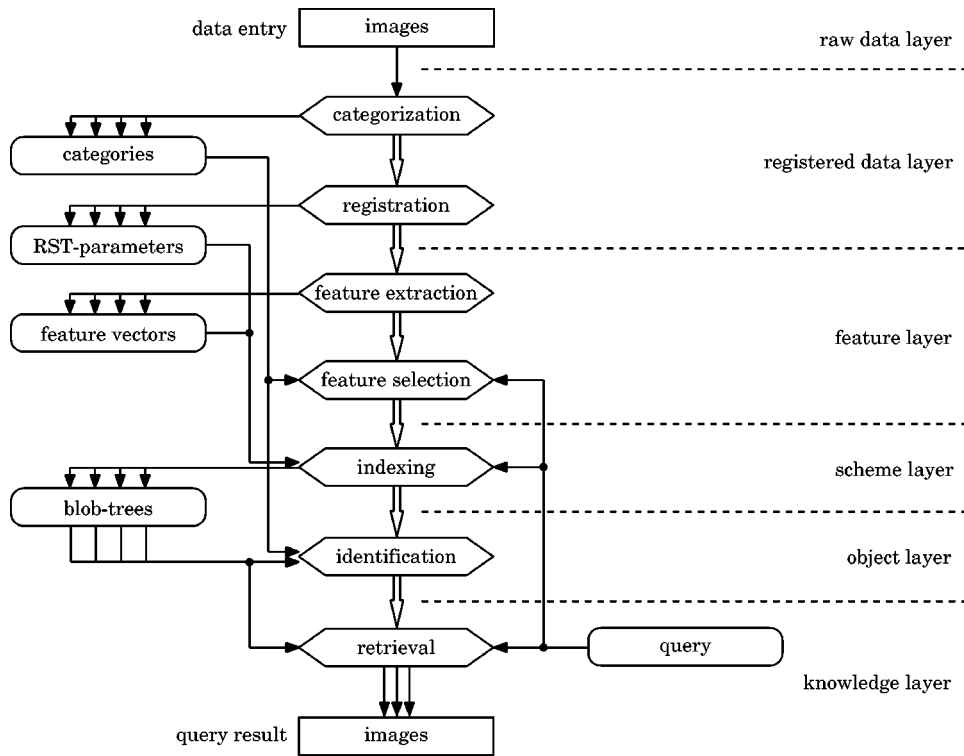 data entry
images
raw data layer
categorization
categories
registered data layer
registration
RST-parameters
feature extraction
feature vectors
feature layer
feature selection
indexing
scheme layer
blob-trees
identification
object layer
retrieval
query
knowledge layer
query result
images